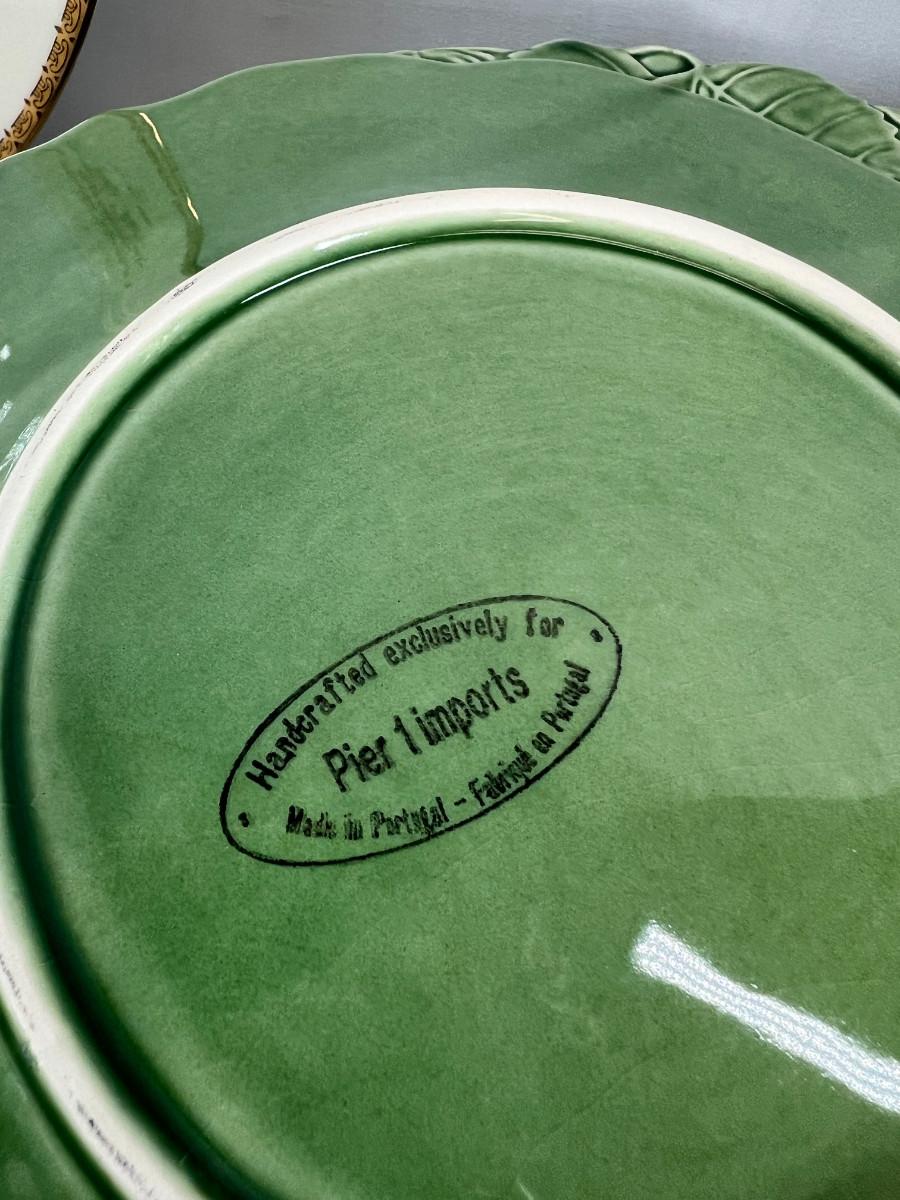 Handcrafted exclusively for
Pier 1 imports
Made in Portugal - Fabriqué en Portugal